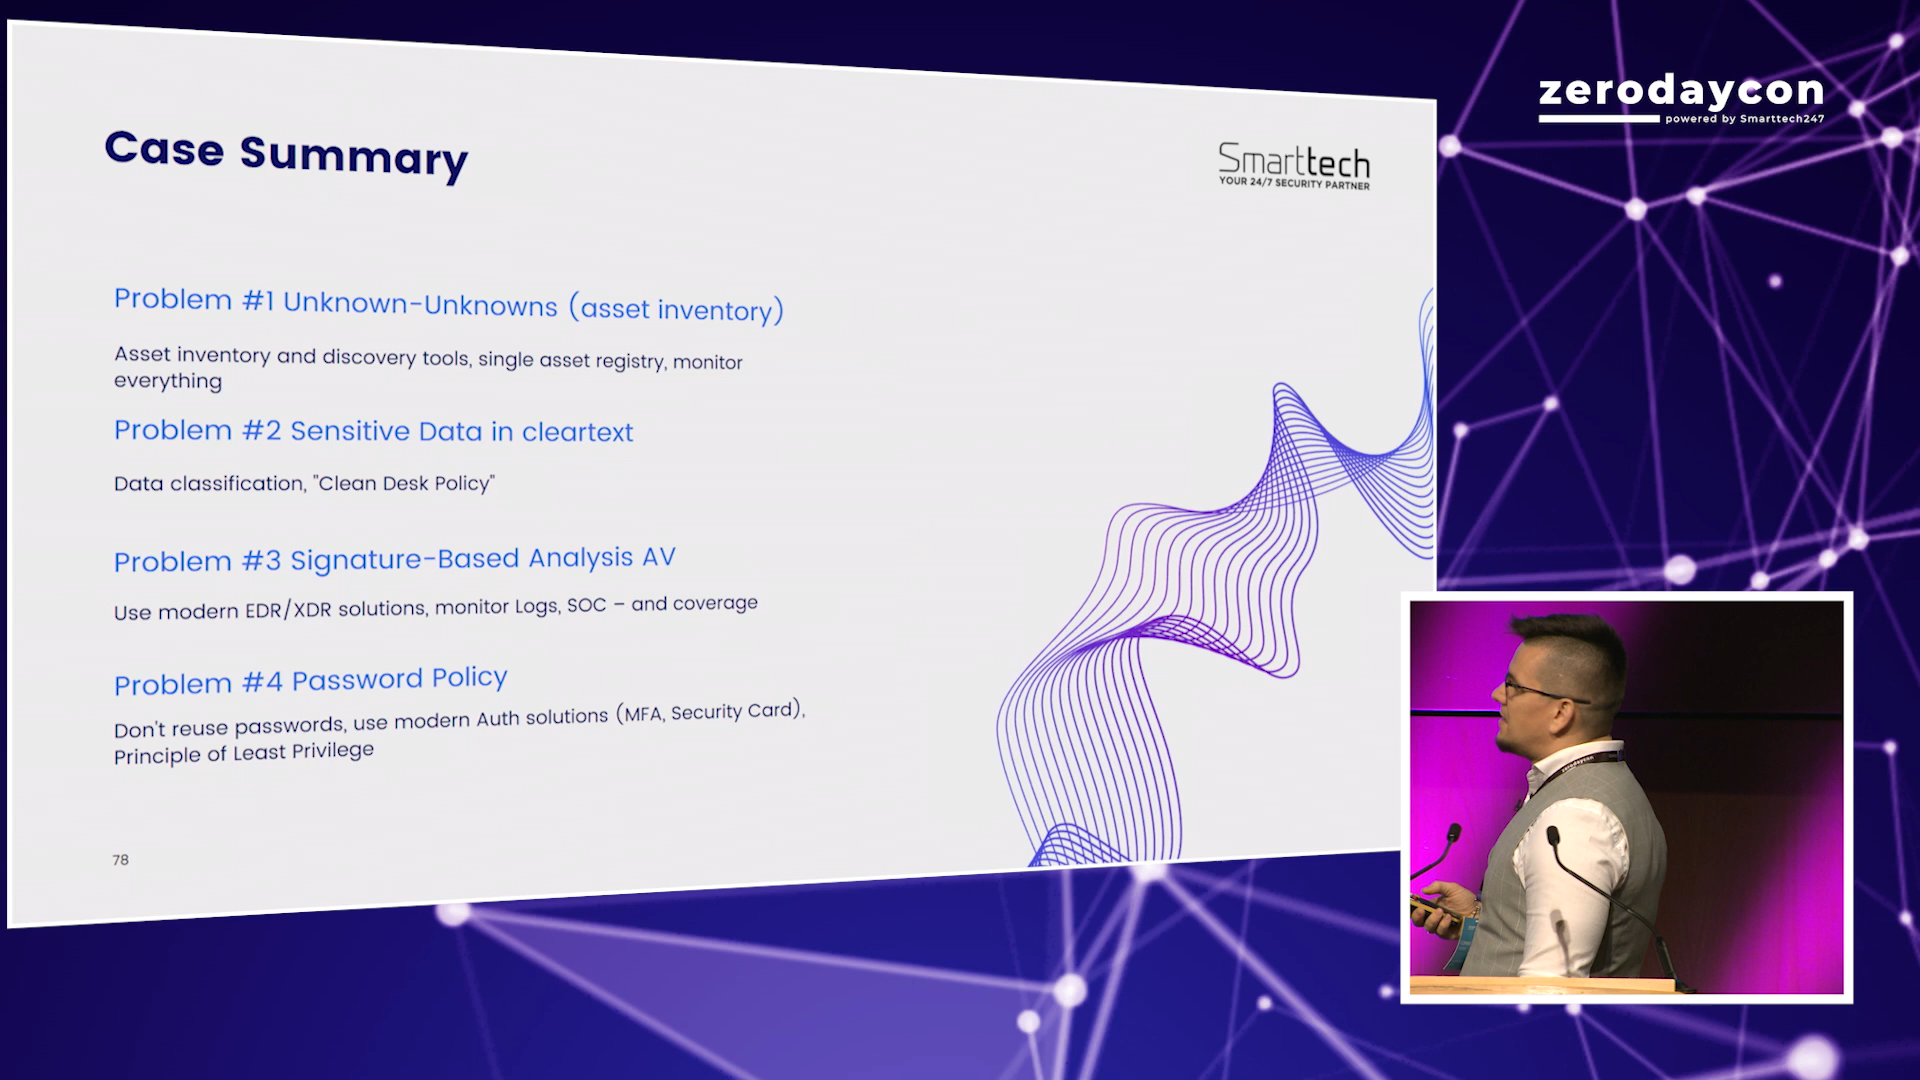 zerodaycon
powered by Smarttech247
Case Summary
Smarttech
YOUR 24/7 SECURITY PARTNER
Problem #1 Unknown-Unknowns (asset inventory)
Asset inventory and discovery tools, single asset registry, monitor
everything
Problem #2 Sensitive Data in cleartext
Data classification, "Clean Desk Policy"
Problem #3 Signature-Based Analysis AV
Use modern EDR/XDR solutions, monitor Logs, SOC – and coverage
Problem #4 Password Policy
Don't reuse passwords, use modern Auth solutions (MFA, Security Card),
Principle of Least Privilege
78